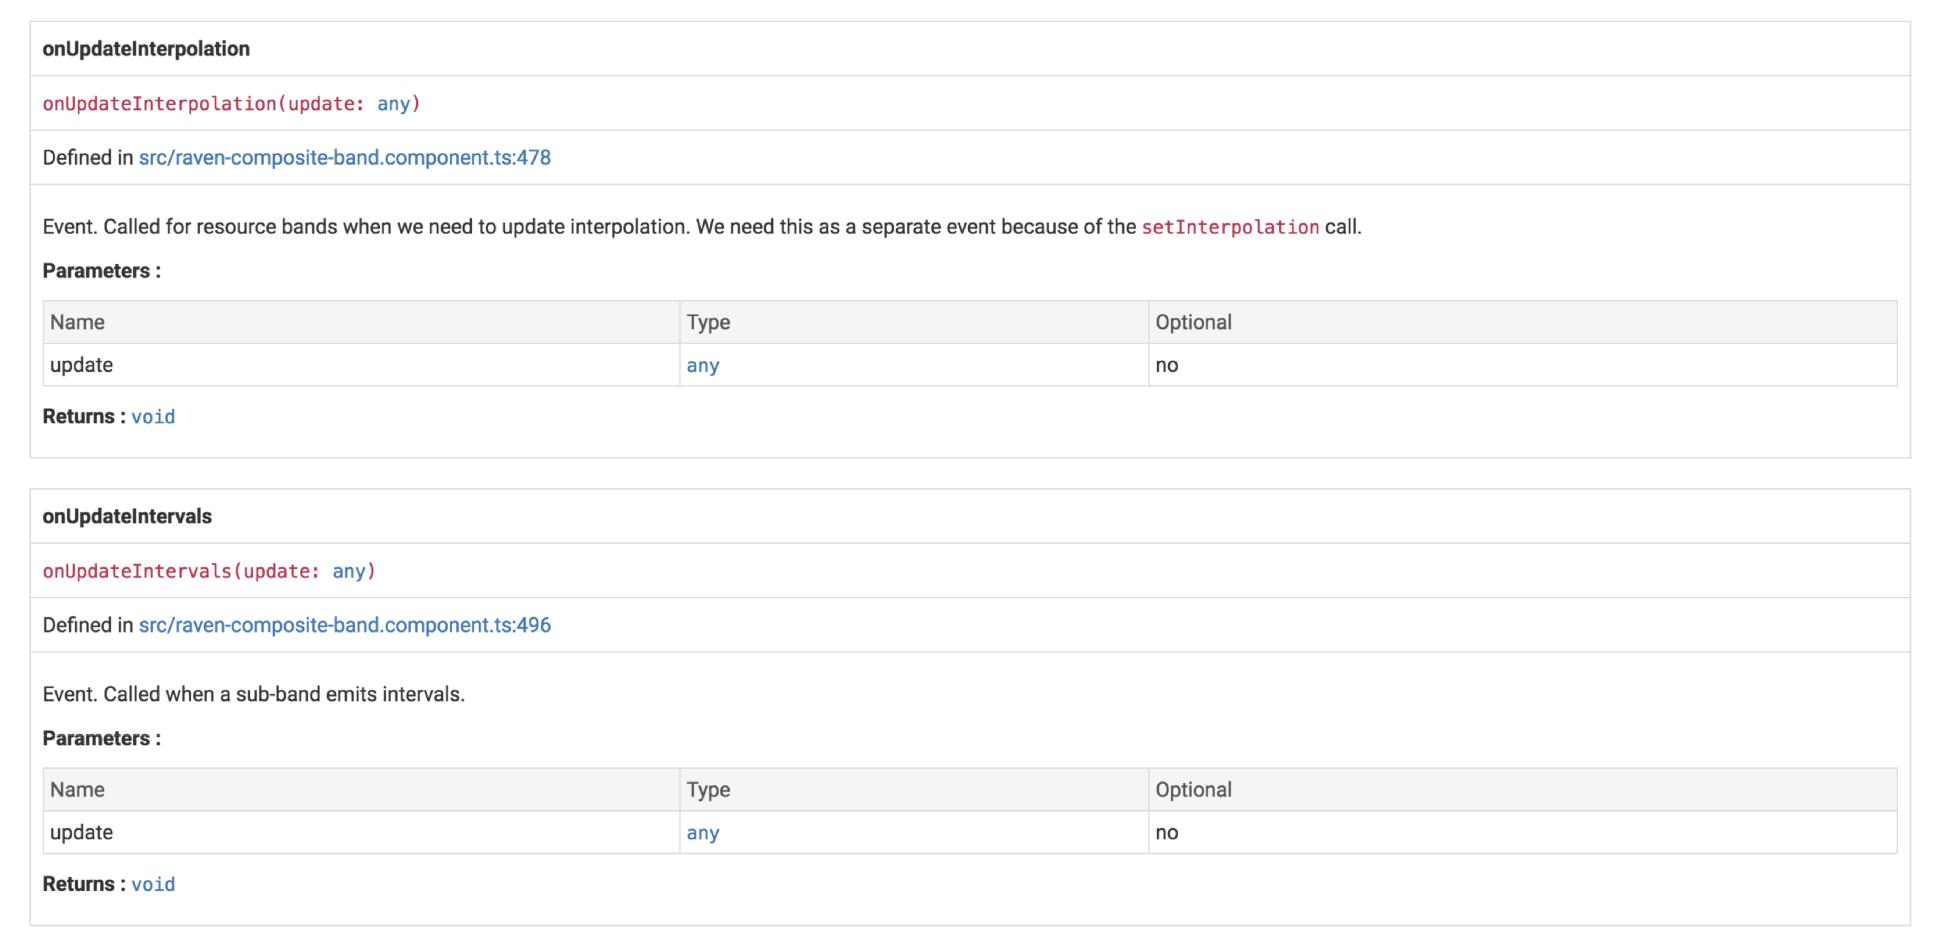 onUpdateInterpolation
onUpdateInterpolation(update: any)
Defined in src/raven-composite-band.component.ts:478
Event. Called for resource bands when we need to update interpolation. We need this as a separate event because of the setInterpolation call.
Parameters :
Name Type Optional
update any no
Returns : void
onUpdateIntervals
onUpdateIntervals(update: any)
Defined in src/raven-composite-band.component.ts:496
Event. Called when a sub-band emits intervals.
Parameters :
Name Type Optional
update any no
Returns : void